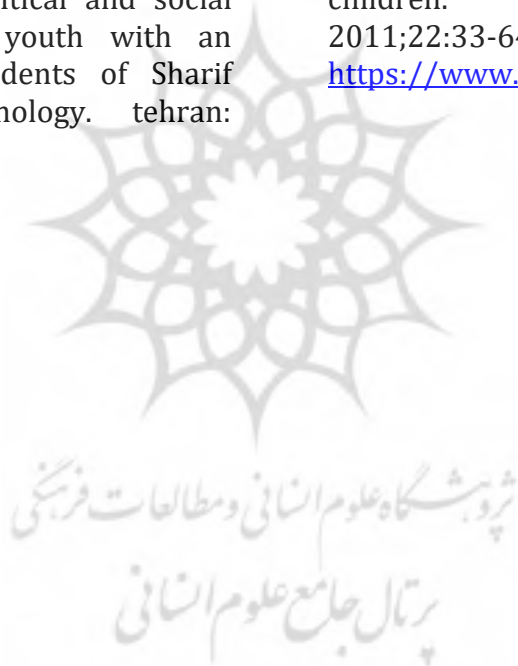 itical and social
youth with an
dents of Sharif
nology. tehran:
children.
2011;22:33-64
https://www.
پژوهشگاه علوم انسانی و مطالعات فرهنگی
پرتال جامع علوم انسانی